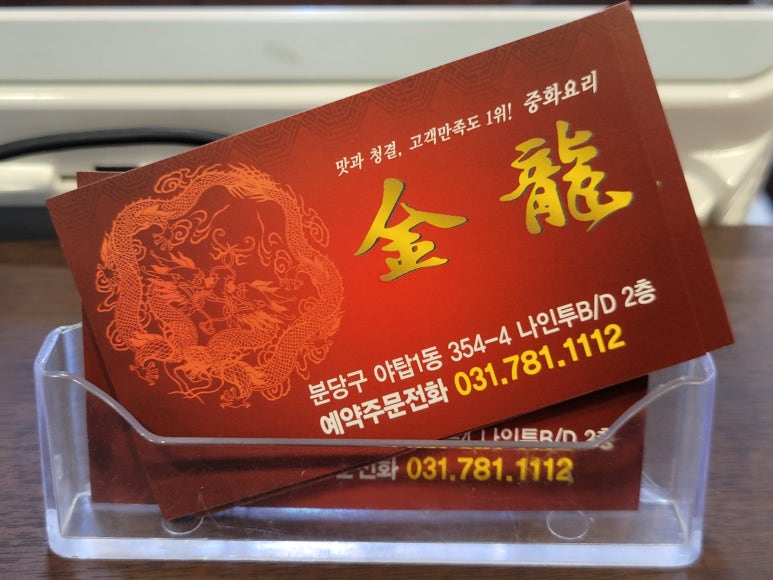 맛과 청결, 고객만족도 1위! 중화요리
金龍
분당구 야탑1동 354-4 나인투B/D 2층
예약주문전화 031.781.1112
나인투B/D 2층
전화 031.781.1112